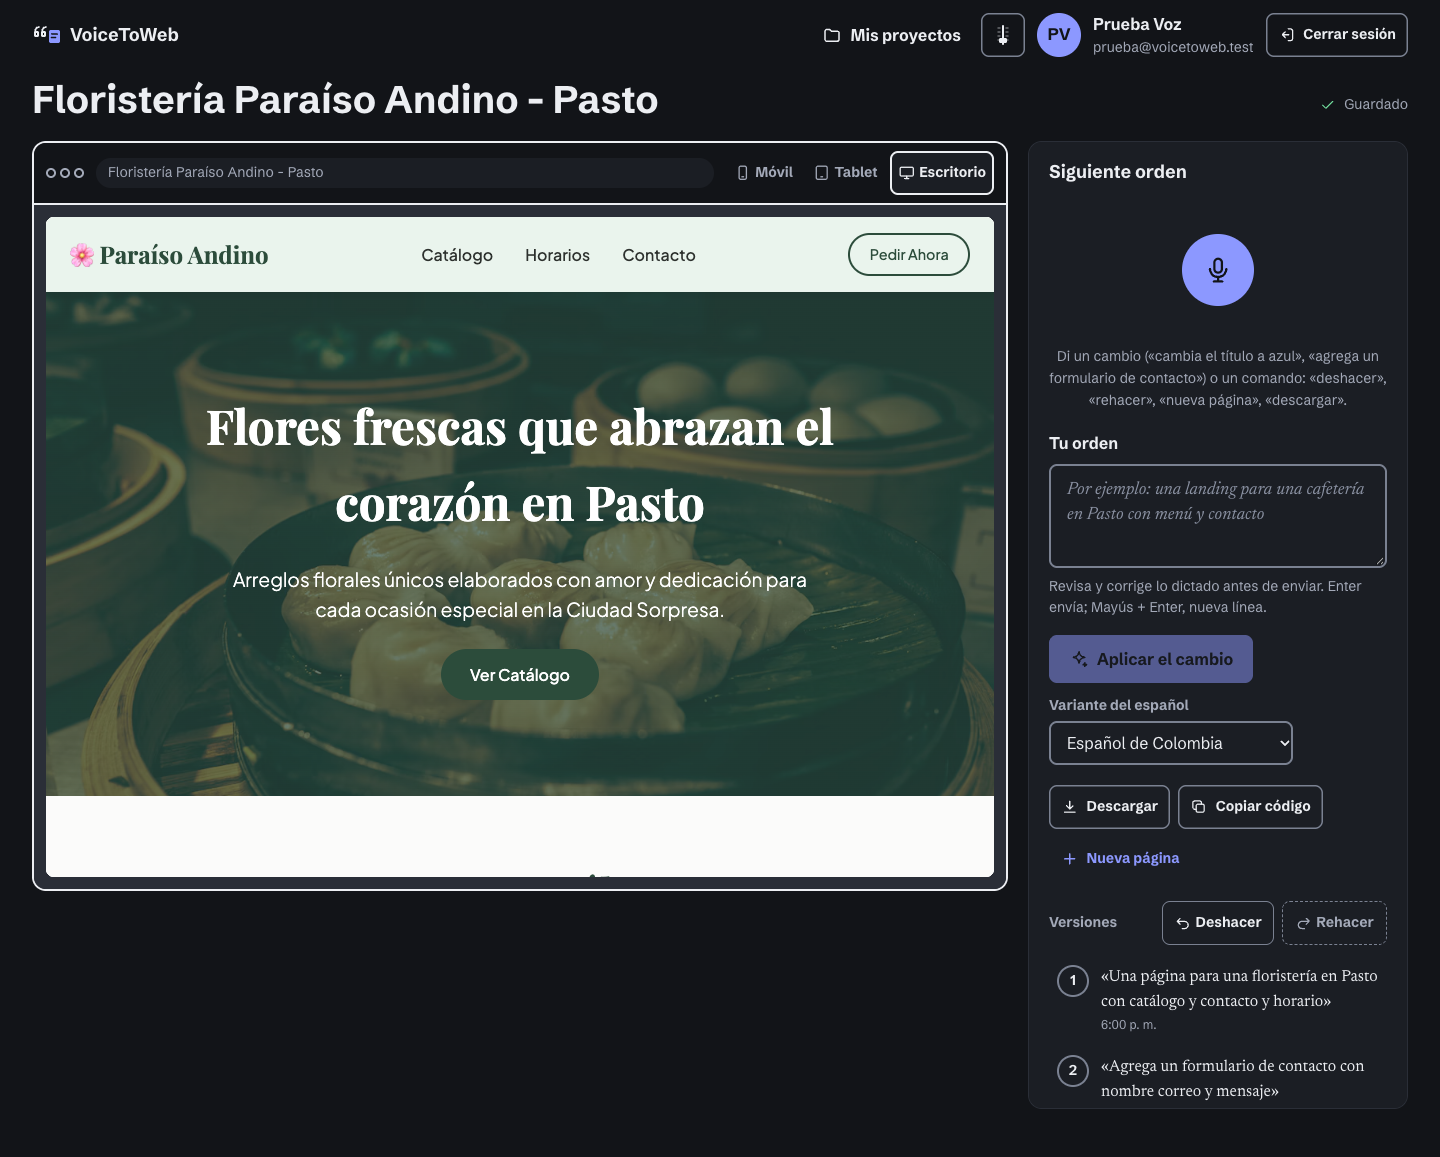 VoiceToWeb
Mis proyectos
PV
Prueba Voz
prueba@voicetoweb.test
Cerrar sesión
Floristería Paraíso Andino - Pasto
Guardado
Floristería Paraíso Andino - Pasto
Móvil
Tablet
Escritorio
🌸 Paraíso Andino
Catálogo
Horarios
Contacto
Pedir Ahora
Flores frescas que abrazan el
corazón en Pasto
Arreglos florales únicos elaborados con amor y dedicación para
cada ocasión especial en la Ciudad Sorpresa.
Ver Catálogo
Siguiente orden
Di un cambio («cambia el título a azul», «agrega un
formulario de contacto») o un comando: «deshacer»,
«rehacer», «nueva página», «descargar».
Tu orden
Por ejemplo: una landing para una cafetería
en Pasto con menú y contacto
Revisa y corrige lo dictado antes de enviar. Enter
envía; Mayús + Enter, nueva línea.
Aplicar el cambio
Variante del español
Español de Colombia
Descargar
Copiar código
Nueva página
Versiones
Deshacer
Rehacer
1
«Una página para una floristería en Pasto
con catálogo y contacto y horario»
6:00 p. m.
2
«Agrega un formulario de contacto con
nombre correo y mensaje»